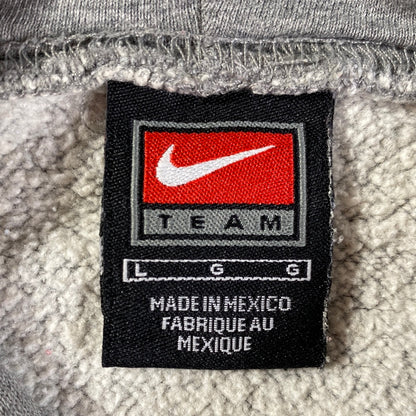 TEAM
L G G
MADE IN MEXICO
FABRIQUE AU
MEXIQUE